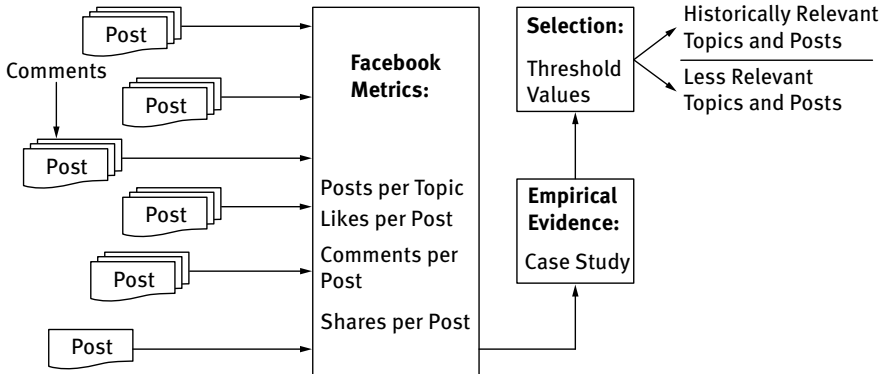 Post
Comments
Post
Post
Post
Post
Post
Facebook
Metrics:
Posts per Topic
Likes per Post
Comments per
Post
Shares per Post
Selection:
Threshold
Values
Empirical
Evidence:
Case Study
Historically Relevant
Topics and Posts
Less Relevant
Topics and Posts